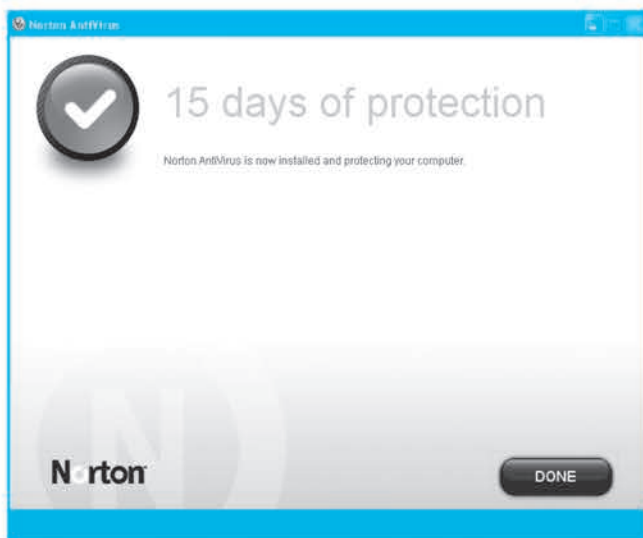 Norton AntiVirus
15 days of protection
Norton AntiVirus is now installed and protecting your computer.
Norton
DONE